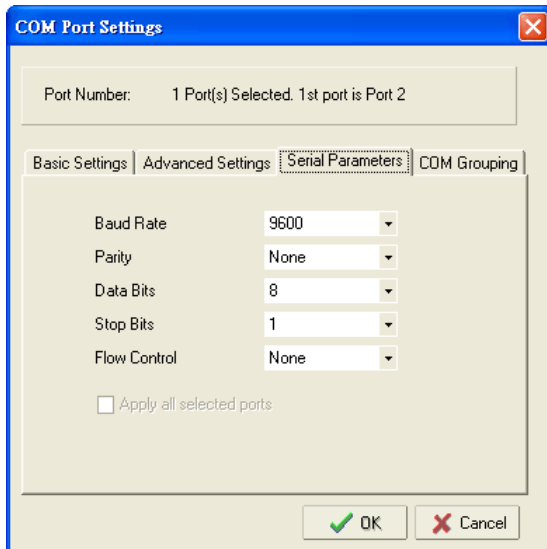 COM Port Settings
Port Number: 1 Port(s) Selected. 1st port is Port 2
Basic Settings Advanced Settings Serial Parameters COM Grouping
Baud Rate 9600
Parity None
Data Bits 8
Stop Bits 1
Flow Control None
Apply all selected ports
OK Cancel